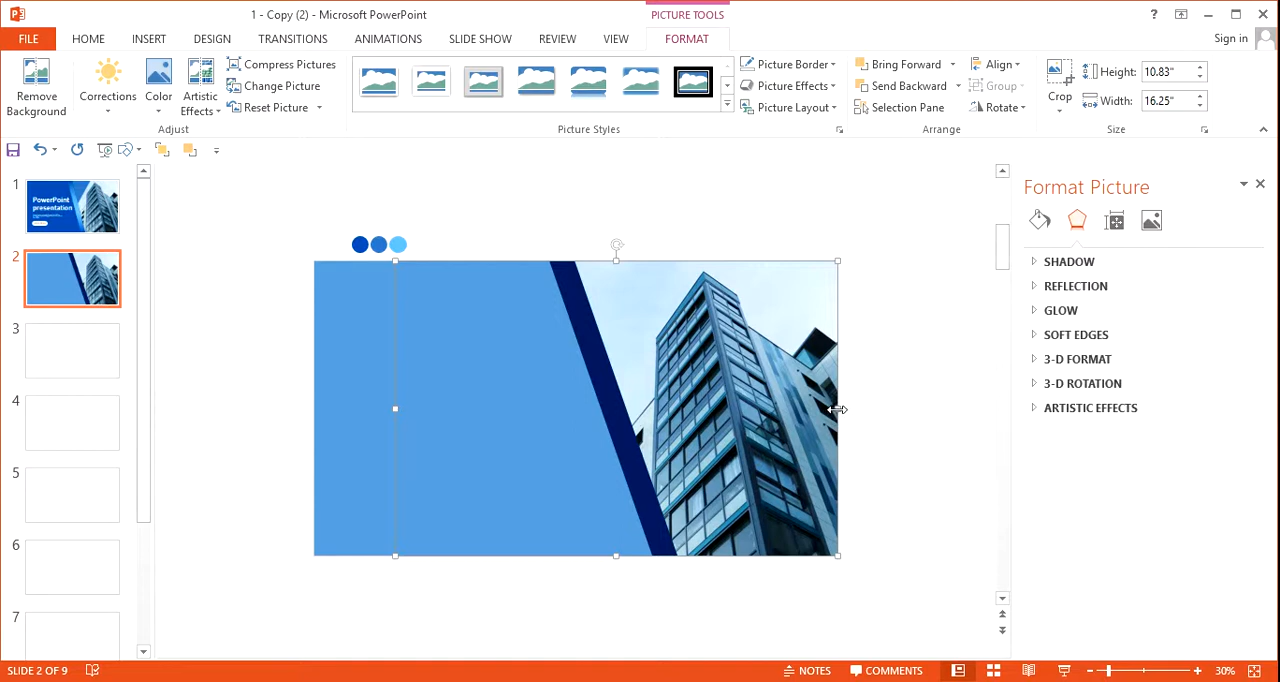 1 - Copy (2) - Microsoft PowerPoint
PICTURE TOOLS
?
FILE
HOME
INSERT
DESIGN
TRANSITIONS
ANIMATIONS
SLIDE SHOW
REVIEW
VIEW
FORMAT
Sign in
Remove Background
Corrections
Color
Artistic Effects
Compress Pictures
Change Picture
Reset Picture
Adjust
Picture Styles
Picture Border
Picture Effects
Picture Layout
Bring Forward
Send Backward
Selection Pane
Align
Group
Rotate
Arrange
Crop
Height: 10.83"
Width: 16.25"
Size
1
PowerPoint
presentation
2
3
4
5
6
7
Format Picture
SHADOW
REFLECTION
GLOW
SOFT EDGES
3-D FORMAT
3-D ROTATION
ARTISTIC EFFECTS
SLIDE 2 OF 9
NOTES
COMMENTS
30%